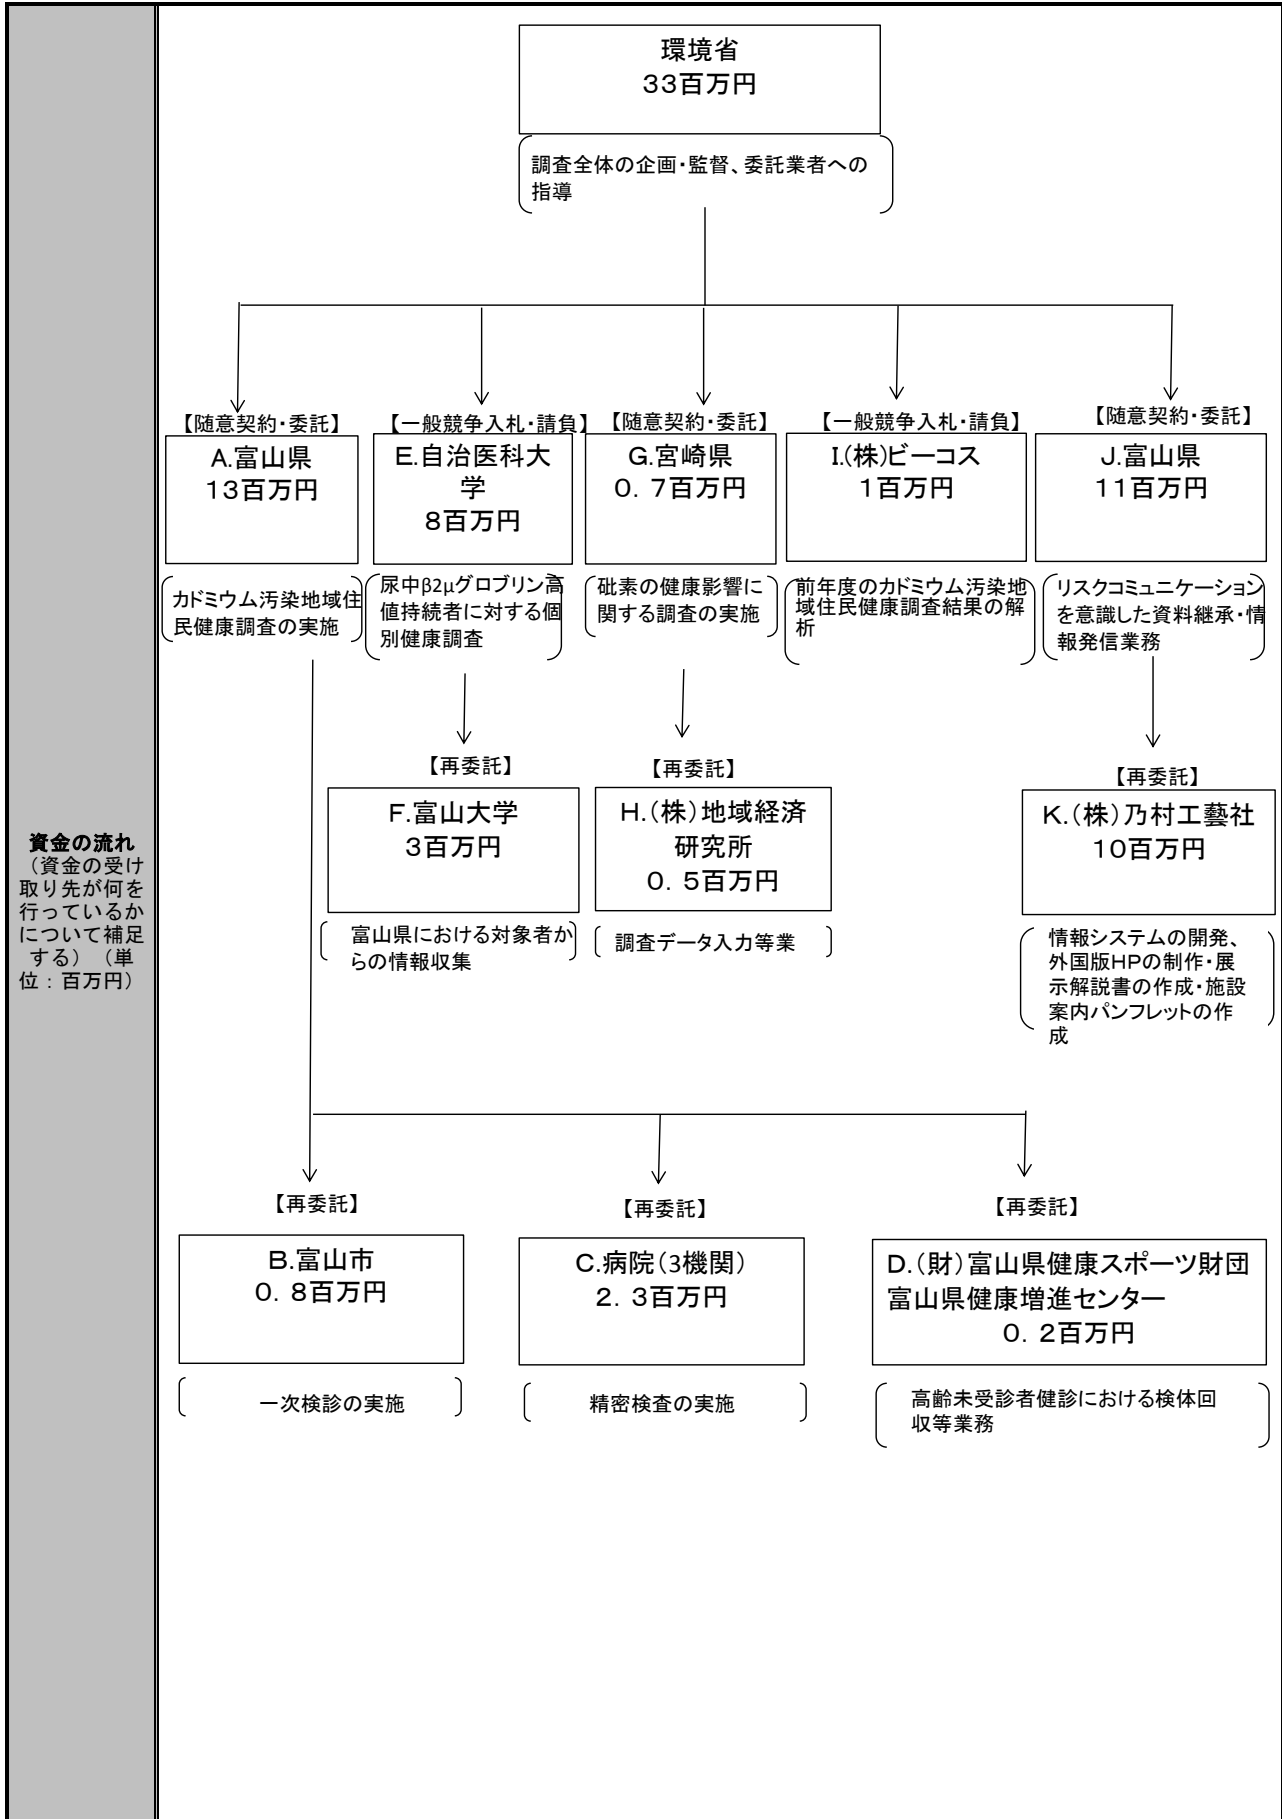 資金の流れ
（資金の受け
取り先が何を
行っているか
について補足
する）（単
位：百万円）
環境省
33百万円
調査全体の企画・監督、委託業者への
指導
【随意契約・委託】
A.富山県
13百万円
カドミウム汚染地域住
民健康調査の実施
【一般競争入札・請負】
E.自治医科大
学
8百万円
尿中β2μグロブリン高
値持続者に対する個
別健康調査
【随意契約・委託】
G.宮崎県
0．7百万円
砒素の健康影響に
関する調査の実施
【一般競争入札・請負】
I.(株)ビーコス
1百万円
前年度のカドミウム汚染地
域住民健康調査結果の解
析
【随意契約・委託】
J.富山県
11百万円
リスクコミュニケーション
を意識した資料継承・情
報発信業務
【再委託】
F.富山大学
3百万円
富山県における対象者か
らの情報収集
【再委託】
H.(株)地域経済
研究所
0．5百万円
調査データ入力等業
【再委託】
K.(株)乃村工藝社
10百万円
情報システムの開発、
外国版HPの制作・展
示解説書の作成・施設
案内パンフレットの作
成
【再委託】
B.富山市
0．8百万円
一次検診の実施
【再委託】
C.病院(3機関)
2．3百万円
精密検査の実施
【再委託】
D.(財)富山県健康スポーツ財団
富山県健康増進センター
0．2百万円
高齢未受診者健診における検体回
収等業務